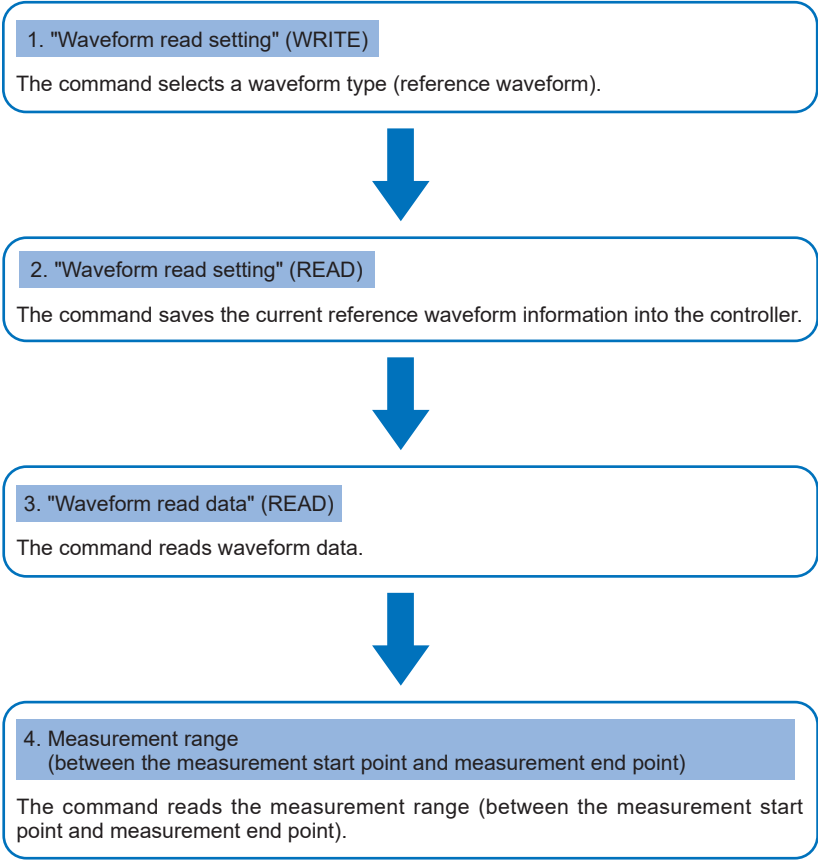 1. "Waveform read setting" (WRITE)
The command selects a waveform type (reference waveform).
2. "Waveform read setting" (READ)
The command saves the current reference waveform information into the controller.
3. "Waveform read data" (READ)
The command reads waveform data.
4. Measurement range
(between the measurement start point and measurement end point)
The command reads the measurement range (between the measurement start
point and measurement end point).